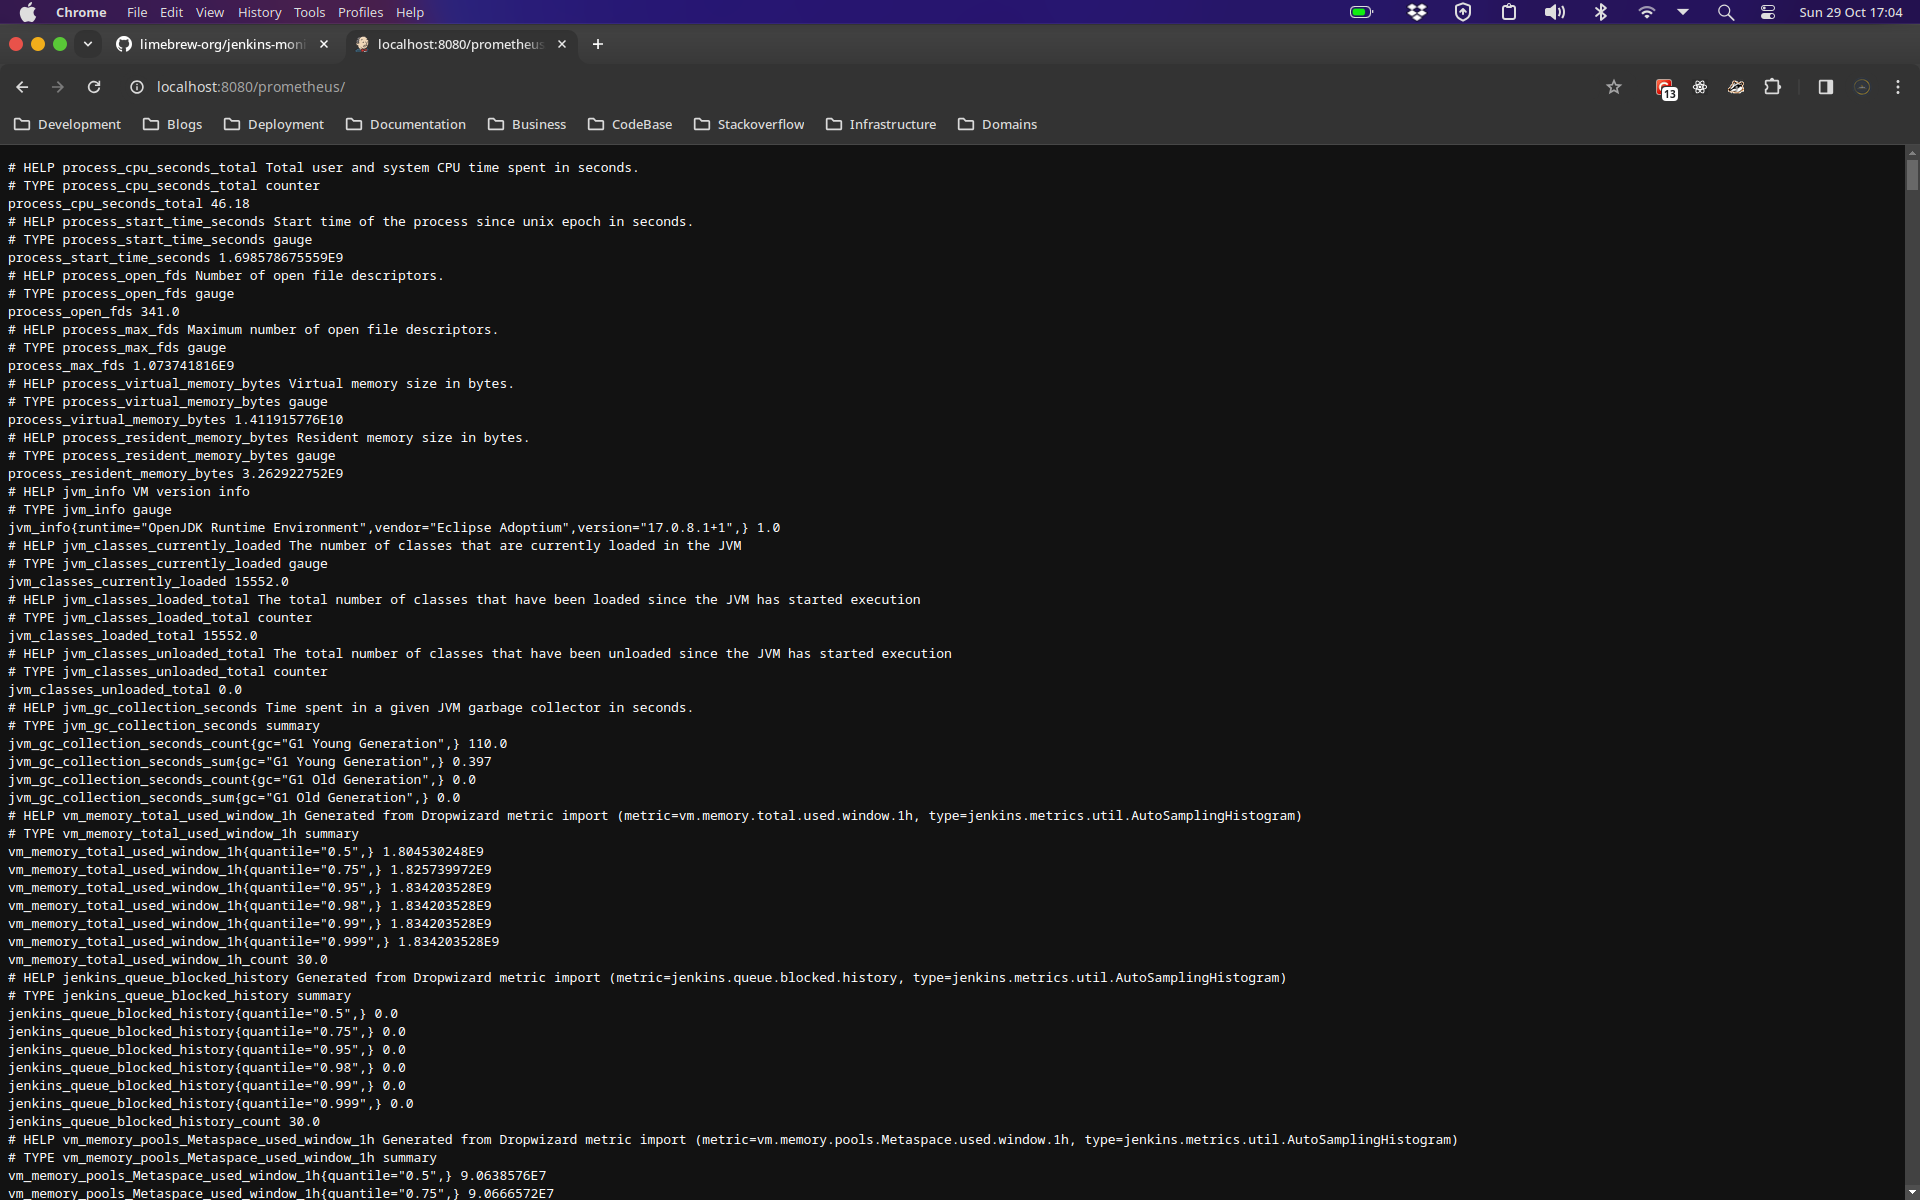 Chrome File Edit View History Tools Profiles Help Sun 29 Oct 17:04
limebrew-org/jenkins-moni localhost:8080/prometheus
localhost:8080/prometheus/ 13
Development Blogs Deployment Documentation Business CodeBase Stackoverflow Infrastructure Domains
# HELP process_cpu_seconds_total Total user and system CPU time spent in seconds.
# TYPE process_cpu_seconds_total counter
process_cpu_seconds_total 46.18
# HELP process_start_time_seconds Start time of the process since unix epoch in seconds.
# TYPE process_start_time_seconds gauge
process_start_time_seconds 1.698578675559E9
# HELP process_open_fds Number of open file descriptors.
# TYPE process_open_fds gauge
process_open_fds 341.0
# HELP process_max_fds Maximum number of open file descriptors.
# TYPE process_max_fds gauge
process_max_fds 1.073741816E9
# HELP process_virtual_memory_bytes Virtual memory size in bytes.
# TYPE process_virtual_memory_bytes gauge
process_virtual_memory_bytes 1.411915776E10
# HELP process_resident_memory_bytes Resident memory size in bytes.
# TYPE process_resident_memory_bytes gauge
process_resident_memory_bytes 3.262922752E9
# HELP jvm_info VM version info
# TYPE jvm_info gauge
jvm_info{runtime="OpenJDK Runtime Environment",vendor="Eclipse Adoptium",version="17.0.8.1+1",} 1.0
# HELP jvm_classes_currently_loaded The number of classes that are currently loaded in the JVM
# TYPE jvm_classes_currently_loaded gauge
jvm_classes_currently_loaded 15552.0
# HELP jvm_classes_loaded_total The total number of classes that have been loaded since the JVM has started execution
# TYPE jvm_classes_loaded_total counter
jvm_classes_loaded_total 15552.0
# HELP jvm_classes_unloaded_total The total number of classes that have been unloaded since the JVM has started execution
# TYPE jvm_classes_unloaded_total counter
jvm_classes_unloaded_total 0.0
# HELP jvm_gc_collection_seconds Time spent in a given JVM garbage collector in seconds.
# TYPE jvm_gc_collection_seconds summary
jvm_gc_collection_seconds_count{gc="G1 Young Generation",} 110.0
jvm_gc_collection_seconds_sum{gc="G1 Young Generation",} 0.397
jvm_gc_collection_seconds_count{gc="G1 Old Generation",} 0.0
jvm_gc_collection_seconds_sum{gc="G1 Old Generation",} 0.0
# HELP vm_memory_total_used_window_1h Generated from Dropwizard metric import (metric=vm.memory.total.used.window.1h, type=jenkins.metrics.util.AutoSamplingHistogram)
# TYPE vm_memory_total_used_window_1h summary
vm_memory_total_used_window_1h{quantile="0.5",} 1.804530248E9
vm_memory_total_used_window_1h{quantile="0.75",} 1.825739972E9
vm_memory_total_used_window_1h{quantile="0.95",} 1.834203528E9
vm_memory_total_used_window_1h{quantile="0.98",} 1.834203528E9
vm_memory_total_used_window_1h{quantile="0.99",} 1.834203528E9
vm_memory_total_used_window_1h{quantile="0.999",} 1.834203528E9
vm_memory_total_used_window_1h_count 30.0
# HELP jenkins_queue_blocked_history Generated from Dropwizard metric import (metric=jenkins.queue.blocked.history, type=jenkins.metrics.util.AutoSamplingHistogram)
# TYPE jenkins_queue_blocked_history summary
jenkins_queue_blocked_history{quantile="0.5",} 0.0
jenkins_queue_blocked_history{quantile="0.75",} 0.0
jenkins_queue_blocked_history{quantile="0.95",} 0.0
jenkins_queue_blocked_history{quantile="0.98",} 0.0
jenkins_queue_blocked_history{quantile="0.99",} 0.0
jenkins_queue_blocked_history{quantile="0.999",} 0.0
jenkins_queue_blocked_history_count 30.0
# HELP vm_memory_pools_Metaspace_used_window_1h Generated from Dropwizard metric import (metric=vm.memory.pools.Metaspace.used.window.1h, type=jenkins.metrics.util.AutoSamplingHistogram)
# TYPE vm_memory_pools_Metaspace_used_window_1h summary
vm_memory_pools_Metaspace_used_window_1h{quantile="0.5",} 9.0638576E7
vm_memory_pools_Metaspace_used_window_1h{quantile="0.75",} 9.0666572E7